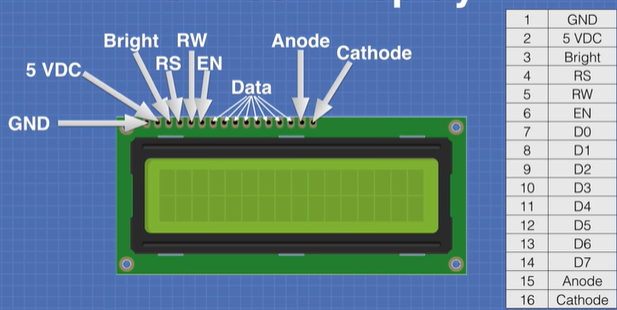 Bright RW
RS EN
Anode
Cathode
5 VDC
Data
GND
1 GND
2 5 VDC
3 Bright
4 RS
5 RW
6 EN
7 D0
8 D1
9 D2
10 D3
11 D4
12 D5
13 D6
14 D7
15 Anode
16 Cathode